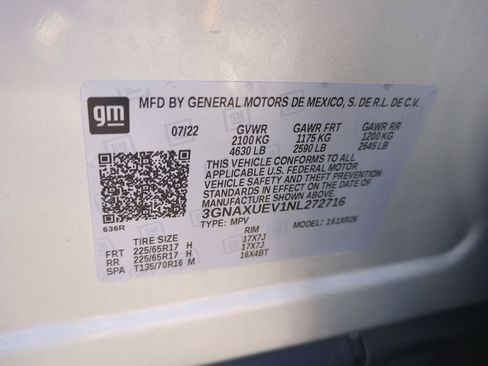 gm
MFD BY GENERAL MOTORS DE MEXICO, S. DE R.L. DE C.V.
07/22 GVWR GAWR FRT GAWR RR
2100 KG 1175 KG 1200 KG
4630 LB 2590 LB 2645 LB
THIS VEHICLE CONFORMS TO ALL
APPLICABLE U.S. FEDERAL MOTOR
VEHICLE SAFETY AND THEFT PREVENTION
STANDARDS IN EFFECT ON THE DATE OF
MANUFACTURE SHOWN ABOVE.
3GNAXUEV1NL272716
636R TYPE: MPV MODEL: 1XR26
TIRE SIZE RIM
FRT 225/65R17 H 17X7J
RR 225/65R17 H 17X7J
SPA T135/70R16 M 16X4BT